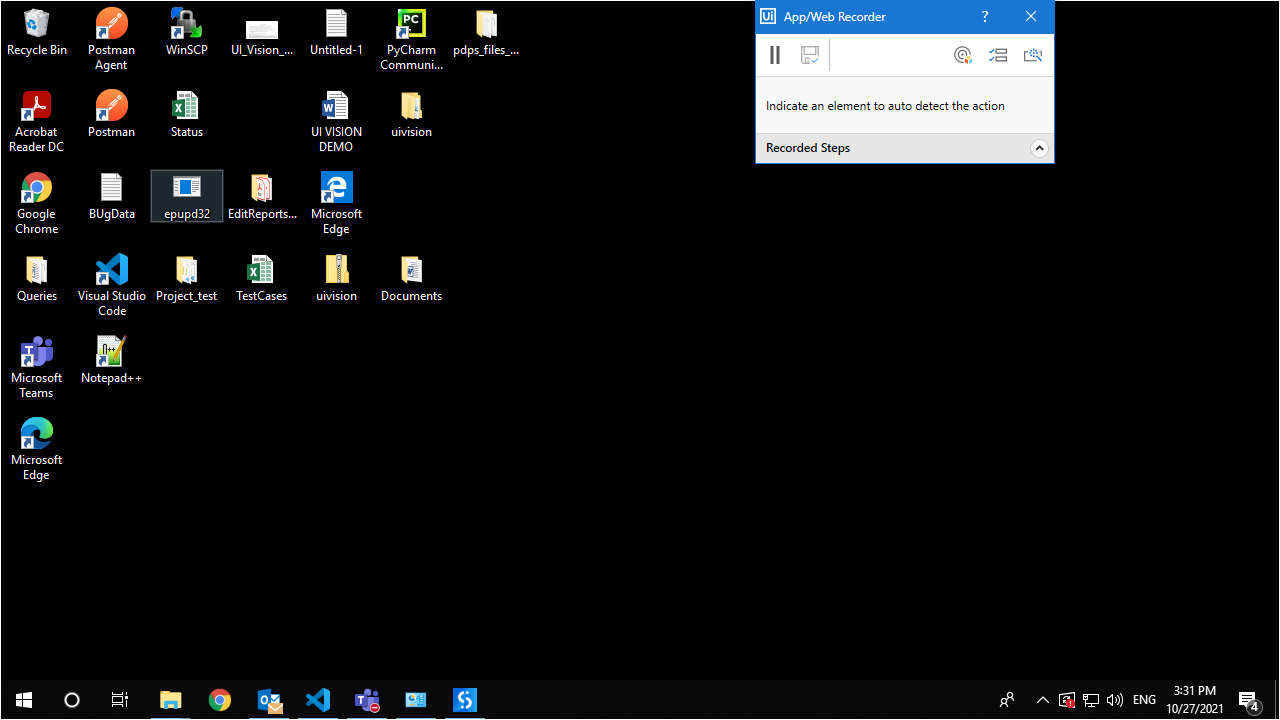 Recycle Bin
Postman
Agent
WinSCP
UI_Vision_...
Untitled-1
PyCharm
Communi...
pdps_files_...
Acrobat
Reader DC
Postman
Status
UI VISION
DEMO
uivision
Google
Chrome
BUgData
epupd32
EditReports...
Microsoft
Edge
Queries
Visual Studio
Code
Project_test
TestCases
uivision
Documents
Microsoft
Teams
Notepad++
Microsoft
Edge
Ui App/Web Recorder ?
Indicate an element to auto detect the action
Recorded Steps
ENG
3:31 PM
10/27/2021
4